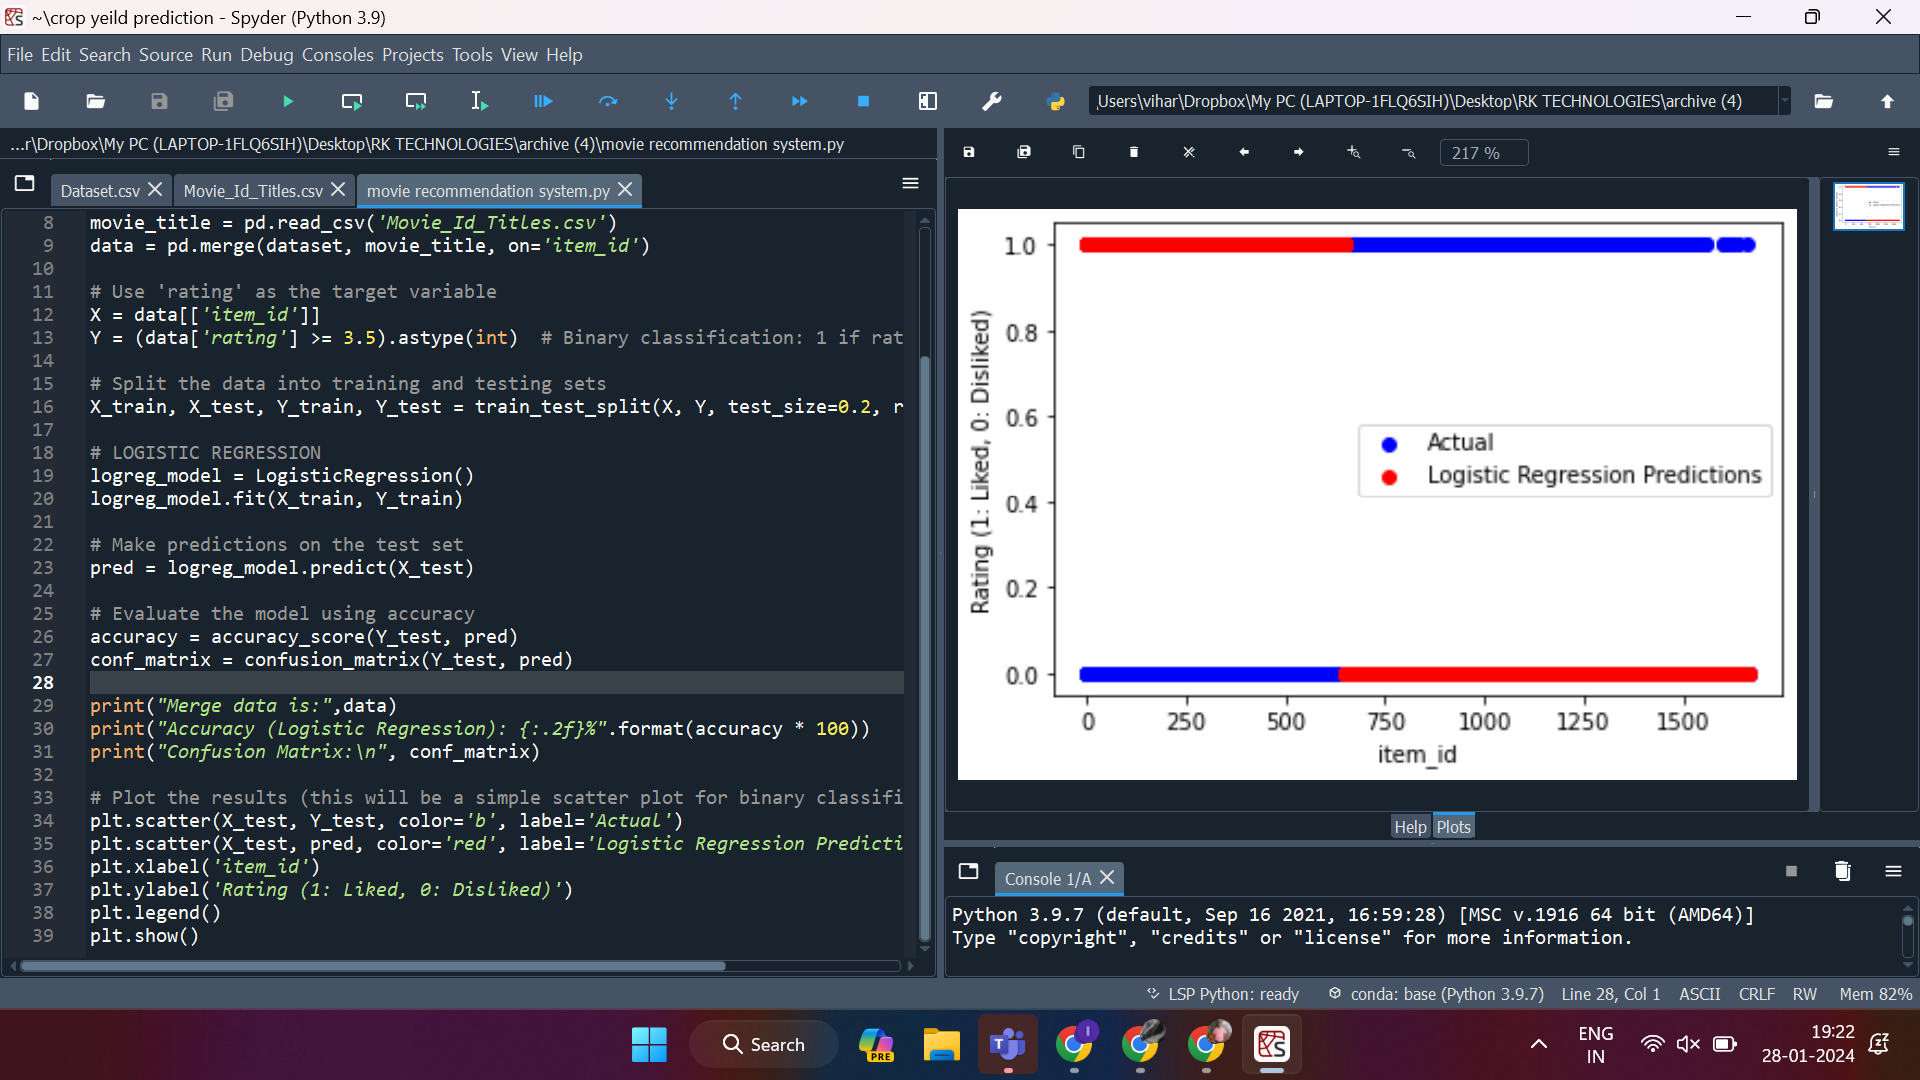 ~\crop yeild prediction - Spyder (Python 3.9)
File Edit Search Source Run Debug Consoles Projects Tools View Help
Users\vihar\Dropbox\My PC (LAPTOP-1FLQ6SIH)\Desktop\RK TECHNOLOGIES\archive (4)
...r\Dropbox\My PC (LAPTOP-1FLQ6SIH)\Desktop\RK TECHNOLOGIES\archive (4)\movie recommendation system.py
Dataset.csv Movie_Id_Titles.csv movie recommendation system.py
8 movie_title = pd.read_csv('Movie_Id_Titles.csv')
9 data = pd.merge(dataset, movie_title, on='item_id')
10
11 # Use 'rating' as the target variable
12 X = data[['item_id']]
13 Y = (data['rating'] >= 3.5).astype(int)  # Binary classification: 1 if rat
14
15 # Split the data into training and testing sets
16 X_train, X_test, Y_train, Y_test = train_test_split(X, Y, test_size=0.2, r
17
18 # LOGISTIC REGRESSION
19 logreg_model = LogisticRegression()
20 logreg_model.fit(X_train, Y_train)
21
22 # Make predictions on the test set
23 pred = logreg_model.predict(X_test)
24
25 # Evaluate the model using accuracy
26 accuracy = accuracy_score(Y_test, pred)
27 conf_matrix = confusion_matrix(Y_test, pred)
28
29 print("Merge data is:",data)
30 print("Accuracy (Logistic Regression): {:.2f}%".format(accuracy * 100))
31 print("Confusion Matrix:\n", conf_matrix)
32
33 # Plot the results (this will be a simple scatter plot for binary classifi
34 plt.scatter(X_test, Y_test, color='b', label='Actual')
35 plt.scatter(X_test, pred, color='red', label='Logistic Regression Predicti
36 plt.xlabel('item_id')
37 plt.ylabel('Rating (1: Liked, 0: Disliked)')
38 plt.legend()
39 plt.show()
217 %
1.0
0.8
0.6
0.4
0.2
0.0
Rating (1: Liked, 0: Disliked)
Actual
Logistic Regression Predictions
0 250 500 750 1000 1250 1500
item_id
Help Plots
Console 1/A
Python 3.9.7 (default, Sep 16 2021, 16:59:28) [MSC v.1916 64 bit (AMD64)]
Type "copyright", "credits" or "license" for more information.
LSP Python: ready conda: base (Python 3.9.7) Line 28, Col 1 ASCII CRLF RW Mem 82%
Search
PRE
I
ENG
IN
19:22
28-01-2024